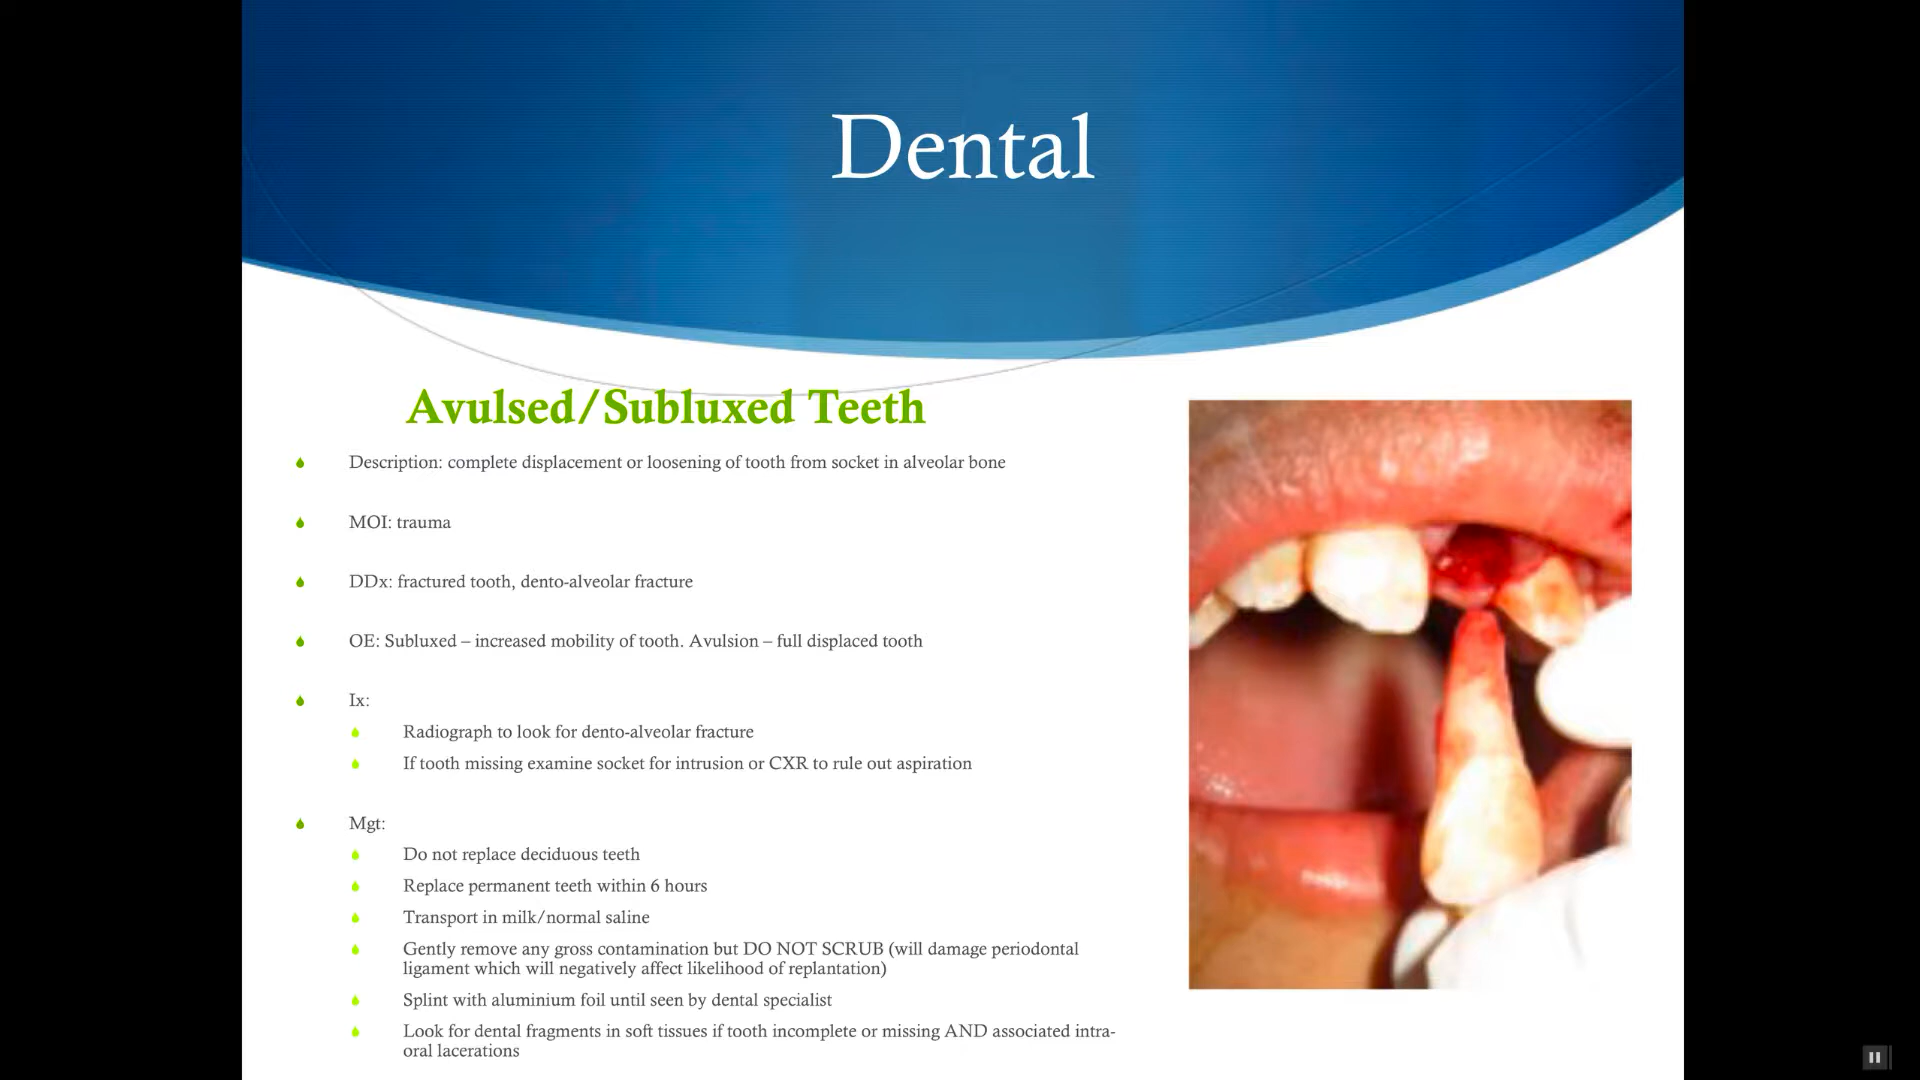 Dental
Avulsed/Subluxed Teeth
Description: complete displacement or loosening of tooth from socket in alveolar bone
MOI: trauma
DDx: fractured tooth, dento-alveolar fracture
OE: Subluxed – increased mobility of tooth. Avulsion – full displaced tooth
Ix:
Radiograph to look for dento-alveolar fracture
If tooth missing examine socket for intrusion or CXR to rule out aspiration
Mgt:
Do not replace deciduous teeth
Replace permanent teeth within 6 hours
Transport in milk/normal saline
Gently remove any gross contamination but DO NOT SCRUB (will damage periodontal
ligament which will negatively affect likelihood of replantation)
Splint with aluminium foil until seen by dental specialist
Look for dental fragments in soft tissues if tooth incomplete or missing AND associated intra-
oral lacerations